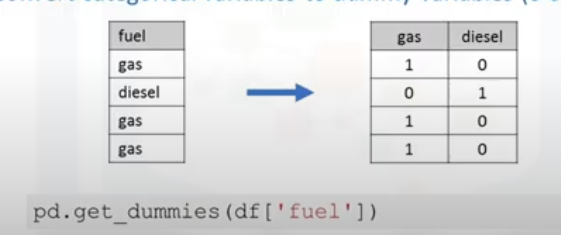 fuel
gas
diesel
gas
gas
gas diesel
1 0
0 1
1 0
1 0
pd.get_dummies(df['fuel'])